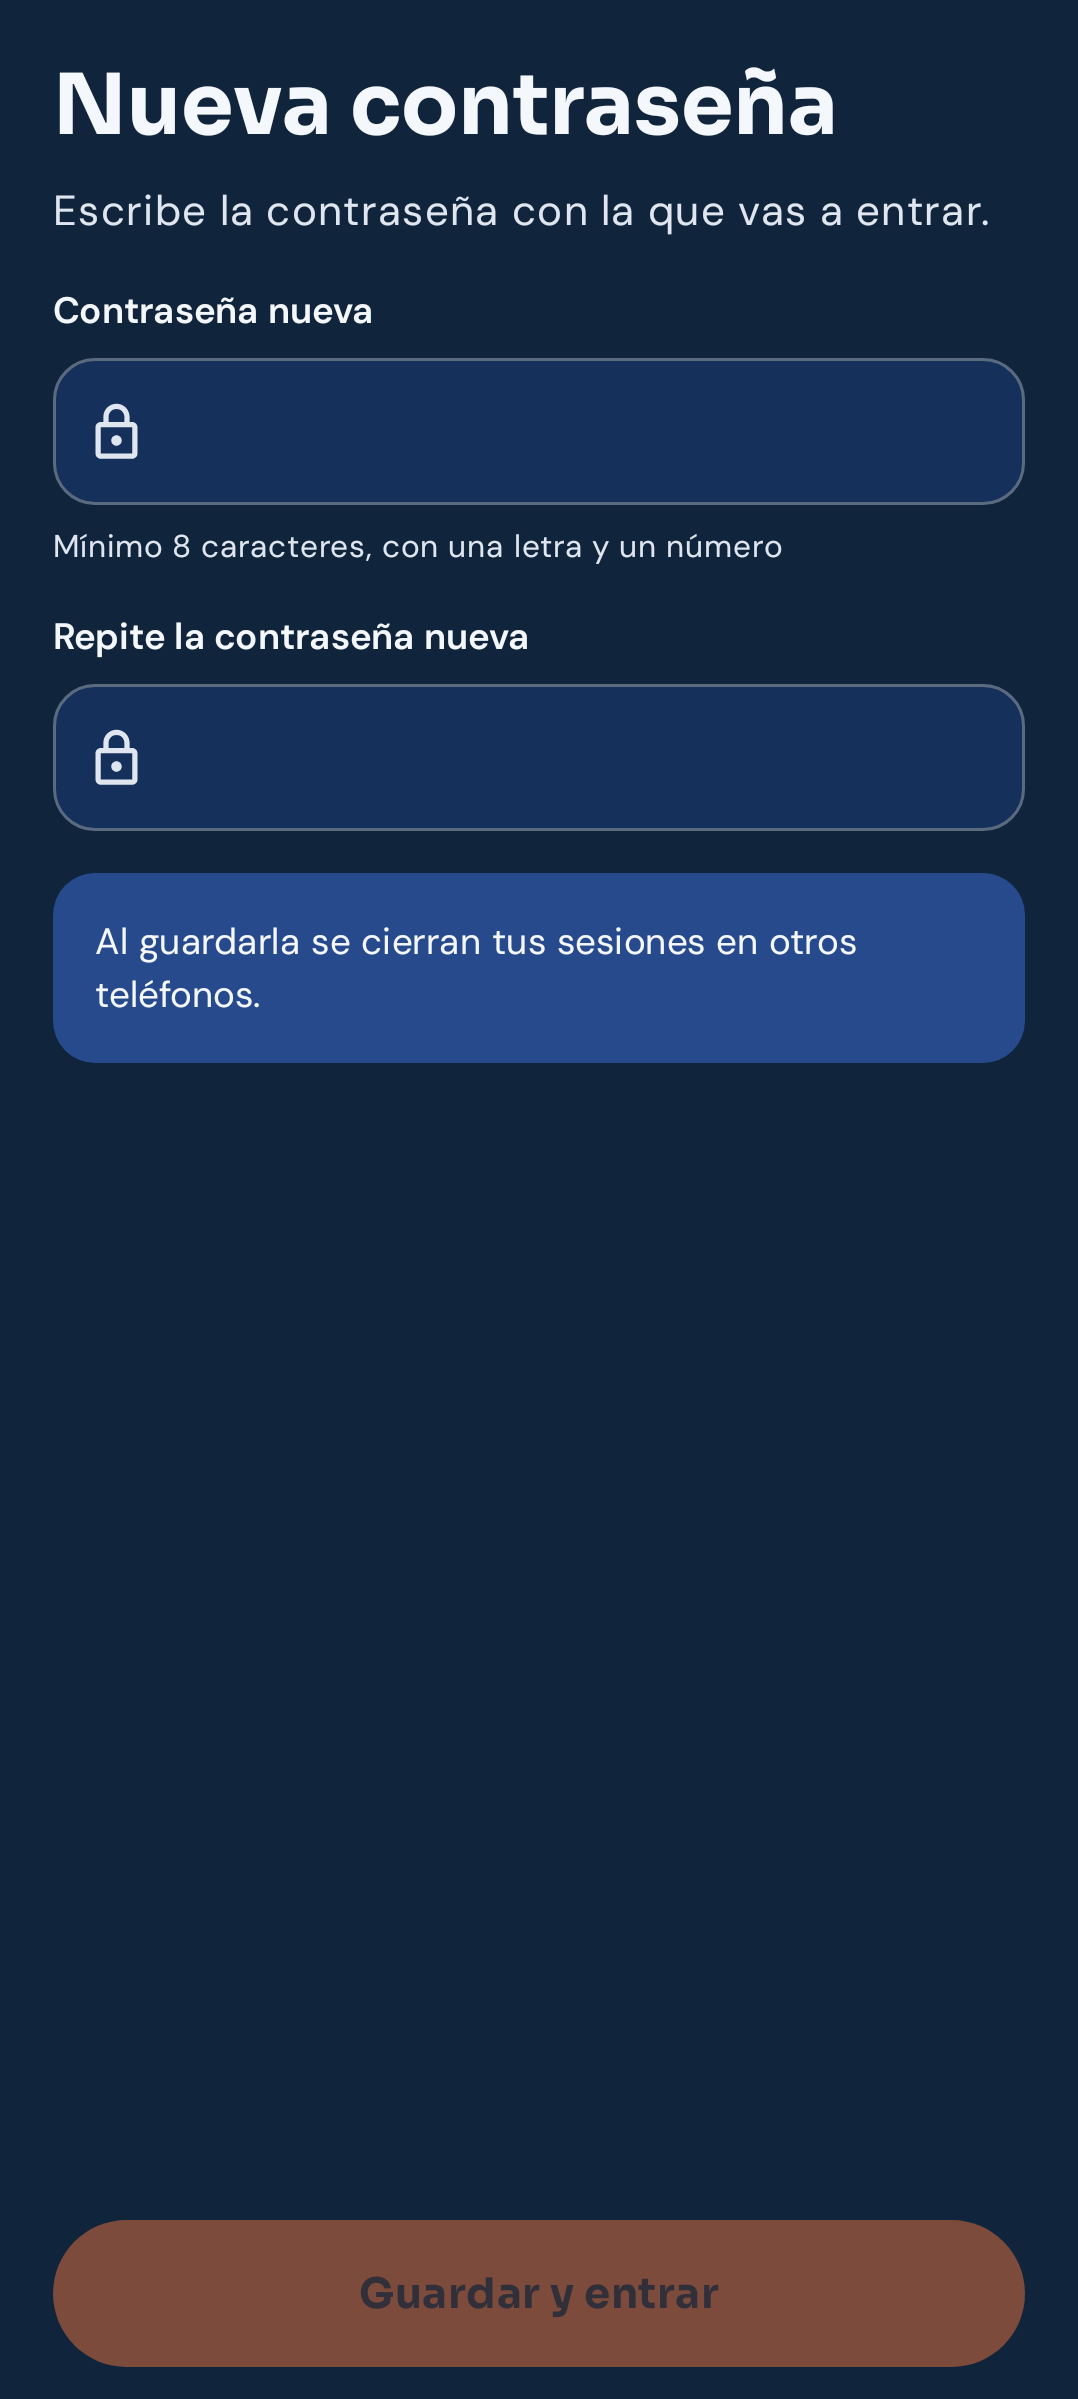 Nueva contraseña
Escribe la contraseña con la que vas a entrar.
Contraseña nueva
Mínimo 8 caracteres, con una letra y un número
Repite la contraseña nueva
Al guardarla se cierran tus sesiones en otros
teléfonos.
Guardar y entrar